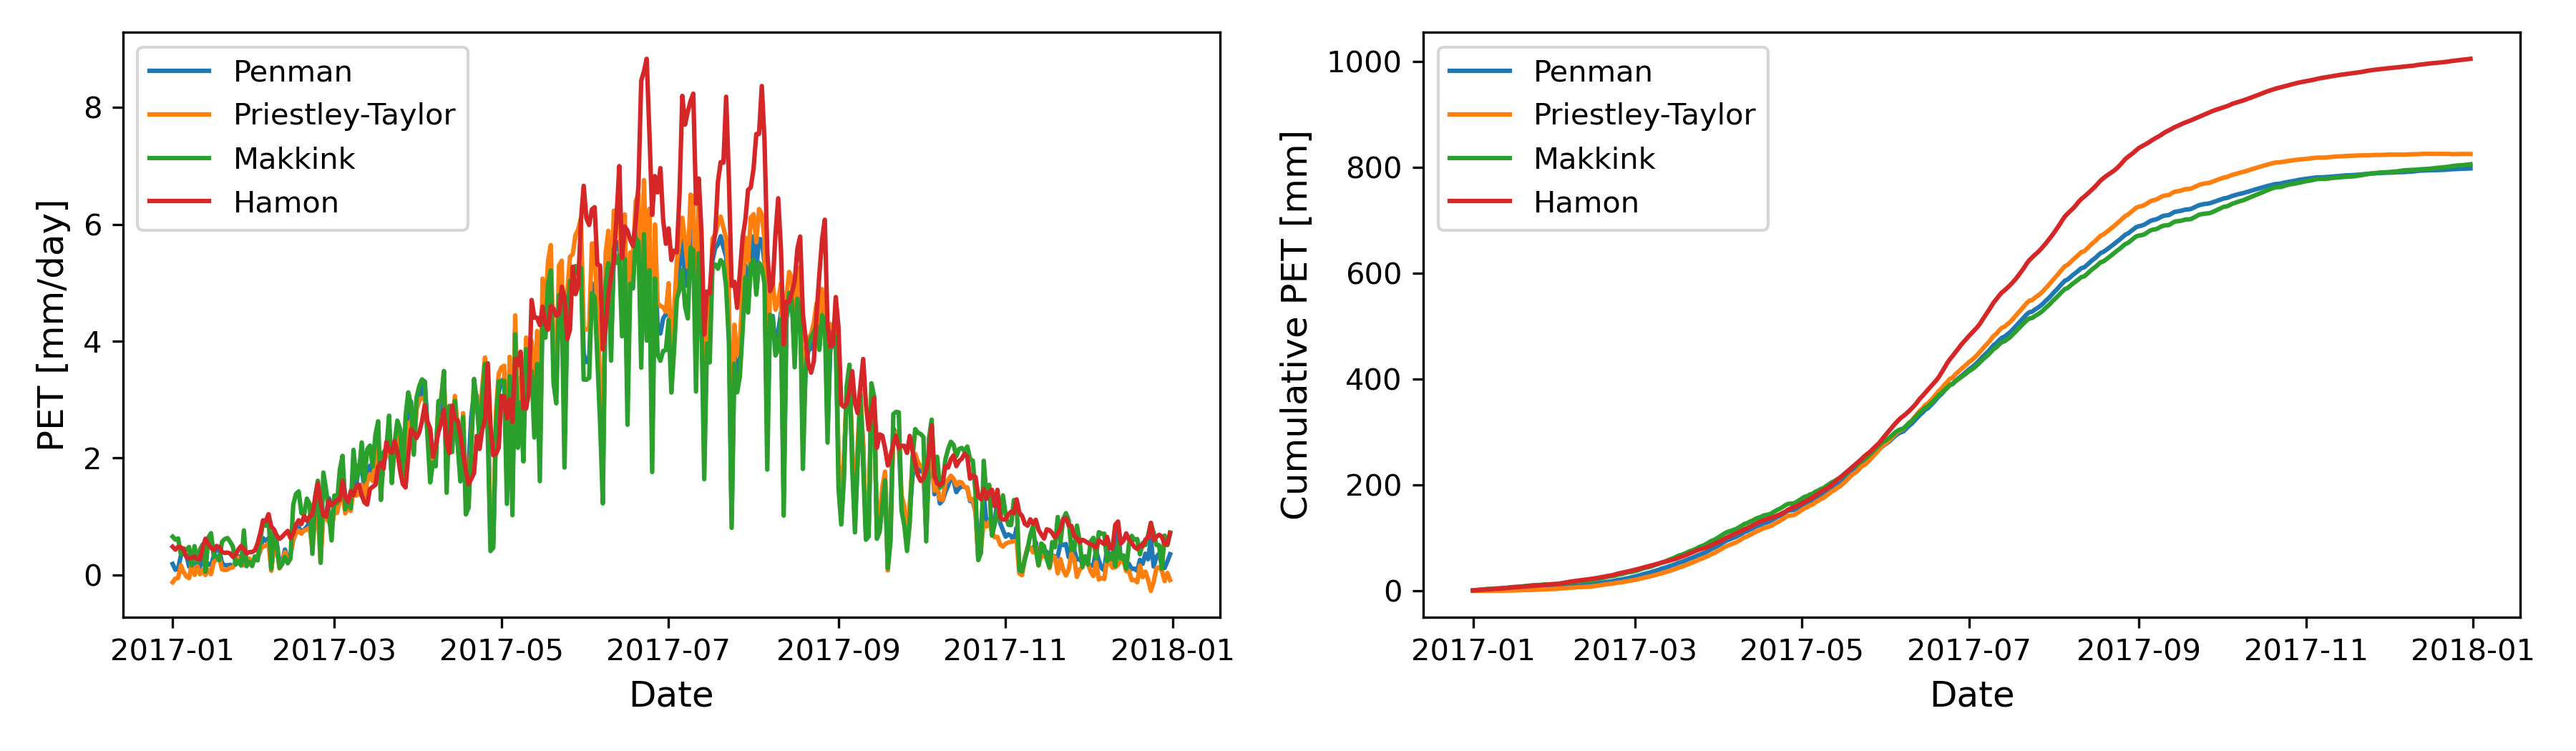 Penman
Priestley-Taylor
Makkink
Hamon
PET [mm/day]
8
6
4
2
0
2017-01 2017-03 2017-05 2017-07 2017-09 2017-11 2018-01
Date
Penman
Priestley-Taylor
Makkink
Hamon
Cumulative PET [mm]
1000
800
600
400
200
0
2017-01 2017-03 2017-05 2017-07 2017-09 2017-11 2018-01
Date